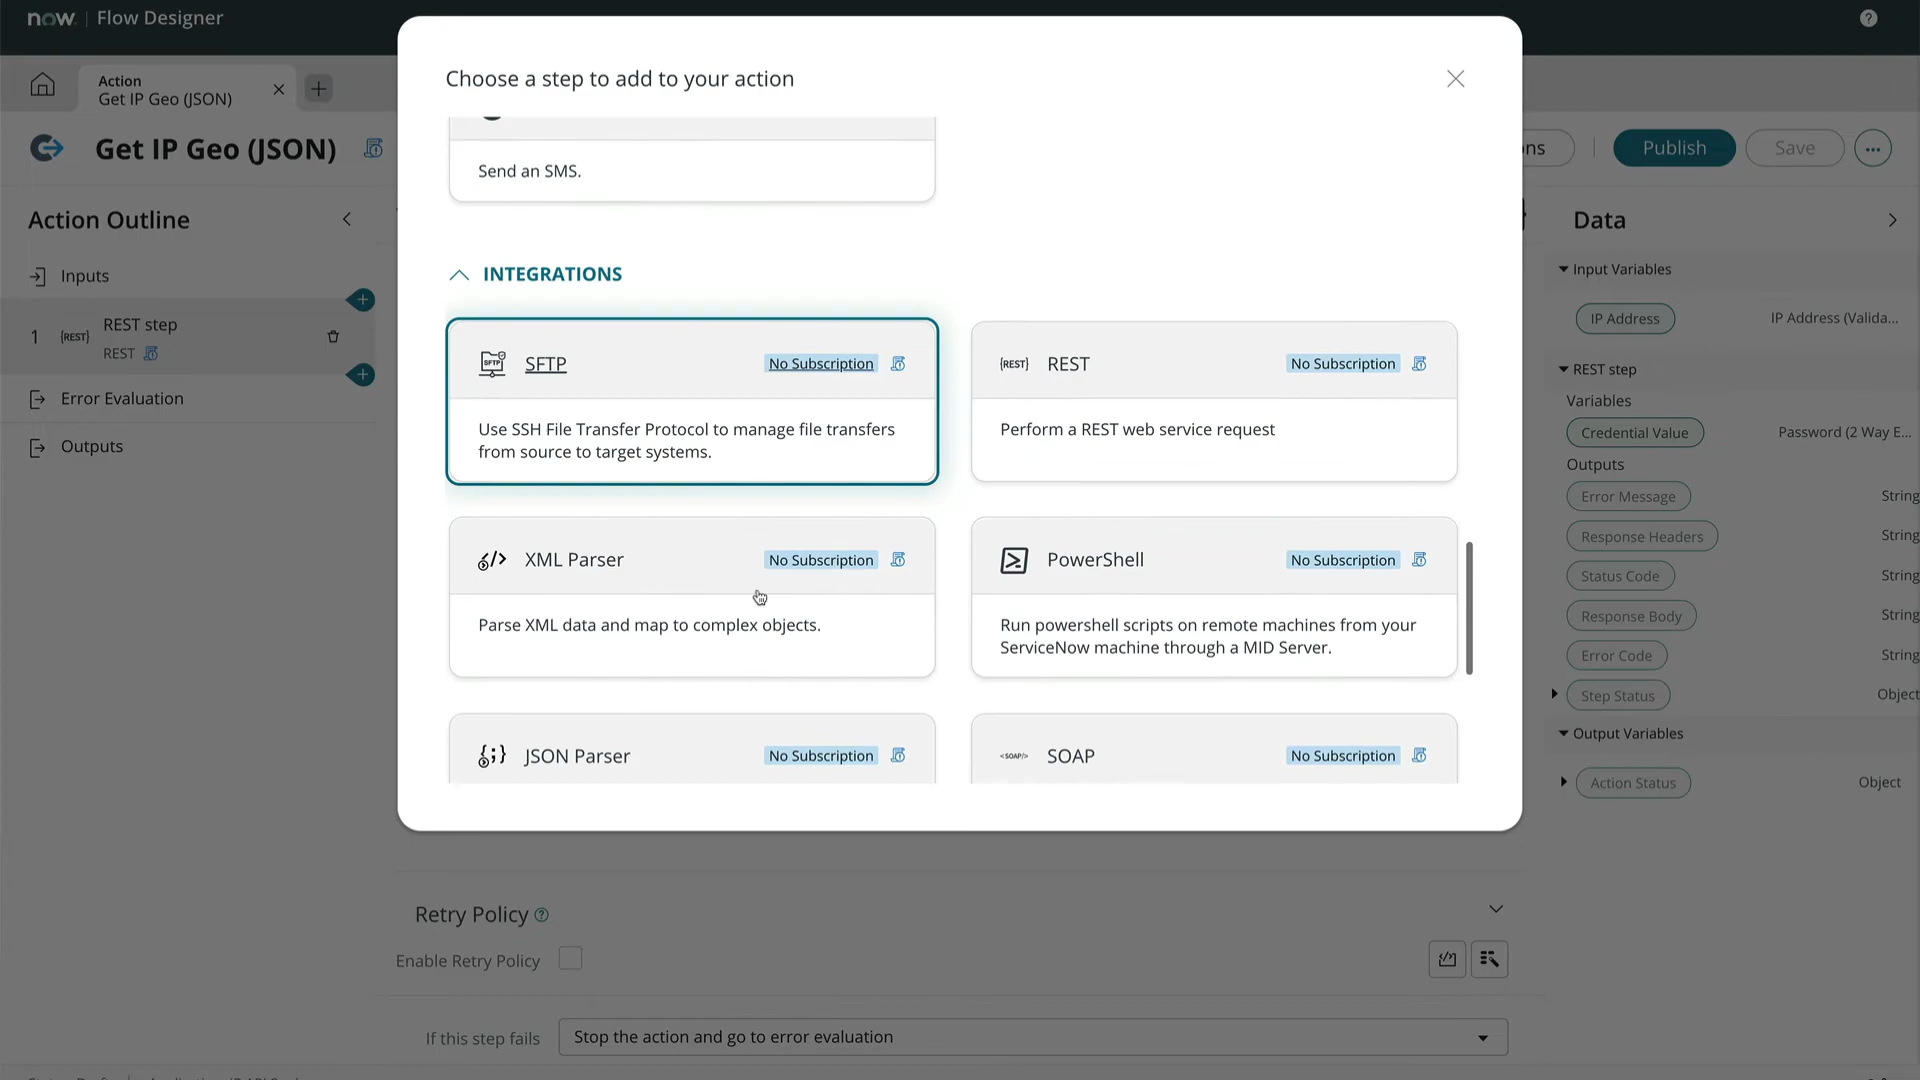 now | Flow Designer
Action
Get IP Geo (JSON)
Get IP Geo (JSON)
Publish
Save
Action Outline
Inputs
1
{REST}
REST step
REST
Error Evaluation
Outputs
Choose a step to add to your action
Send an SMS.
INTEGRATIONS
SFTP
SFTP
No Subscription
Use SSH File Transfer Protocol to manage file transfers
from source to target systems.
{REST}
REST
No Subscription
Perform a REST web service request
XML Parser
No Subscription
Parse XML data and map to complex objects.
PowerShell
No Subscription
Run powershell scripts on remote machines from your
ServiceNow machine through a MID Server.
JSON Parser
No Subscription
<SOAP/>
SOAP
No Subscription
Retry Policy
Enable Retry Policy
If this step fails
Stop the action and go to error evaluation
Data
Input Variables
IP Address
IP Address (Valida...
REST step
Variables
Credential Value
Password (2 Way E...
Outputs
Error Message
String
Response Headers
String
Status Code
String
Response Body
String
Error Code
String
Step Status
Object
Output Variables
Action Status
Object